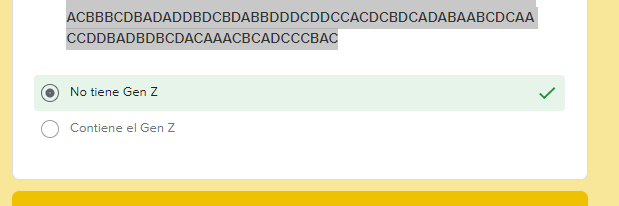 ACBBBCDBADADDBDCBDABBDDDCDDCCACDCBDCADABAABCDCAA
CCDDBADBDBCDACAAACBCADCCCBAC
No tiene Gen Z
Contiene el Gen Z